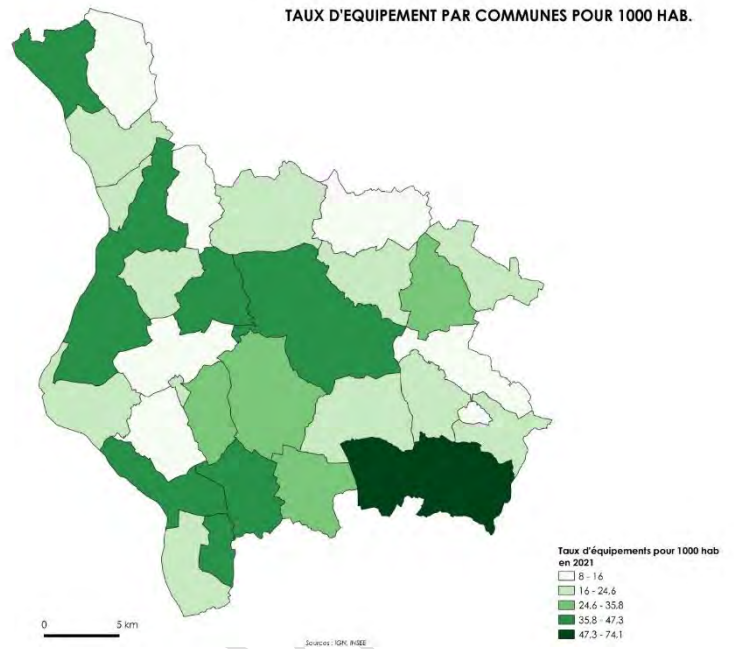 TAUX D'EQUIPEMENT PAR COMMUNES POUR 1000 HAB.
Taux d'équipements pour 1000 hab
en 2021
8 - 16
16 - 24.6
24.6 - 35.8
35.8 - 47.3
47.3 - 74.1
0 5 km
Sources : IGN, INSEE